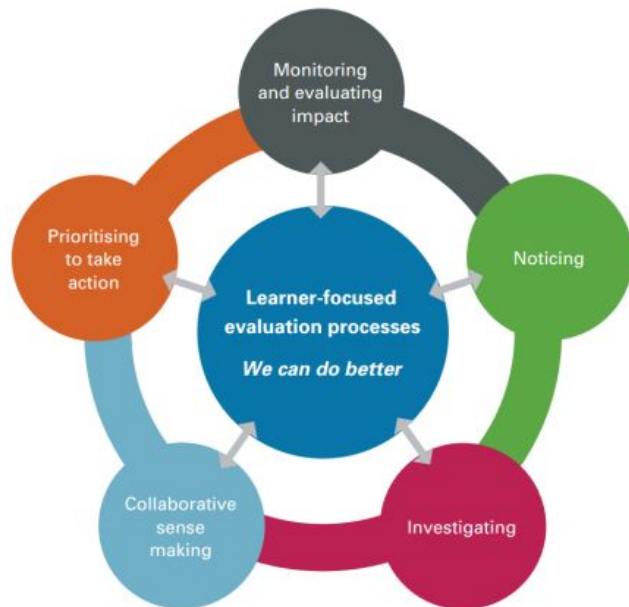 Monitoring
and evaluating
impact
Prioritising
to take
action
Noticing
Learner-focused
evaluation processes
We can do better
Collaborative
sense
making
Investigating